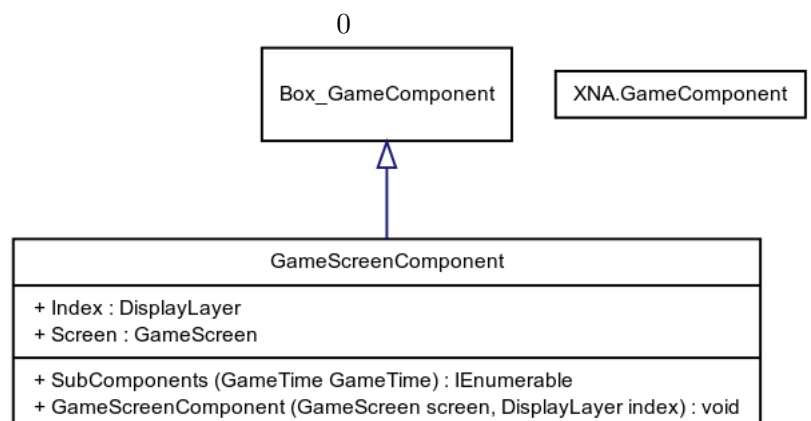 0
Box_GameComponent
XNA.GameComponent
GameScreenComponent
+ Index : DisplayLayer
+ Screen : GameScreen
+ SubComponents (GameTime GameTime) : IEnumerable
+ GameScreenComponent (GameScreen screen, DisplayLayer index) : void